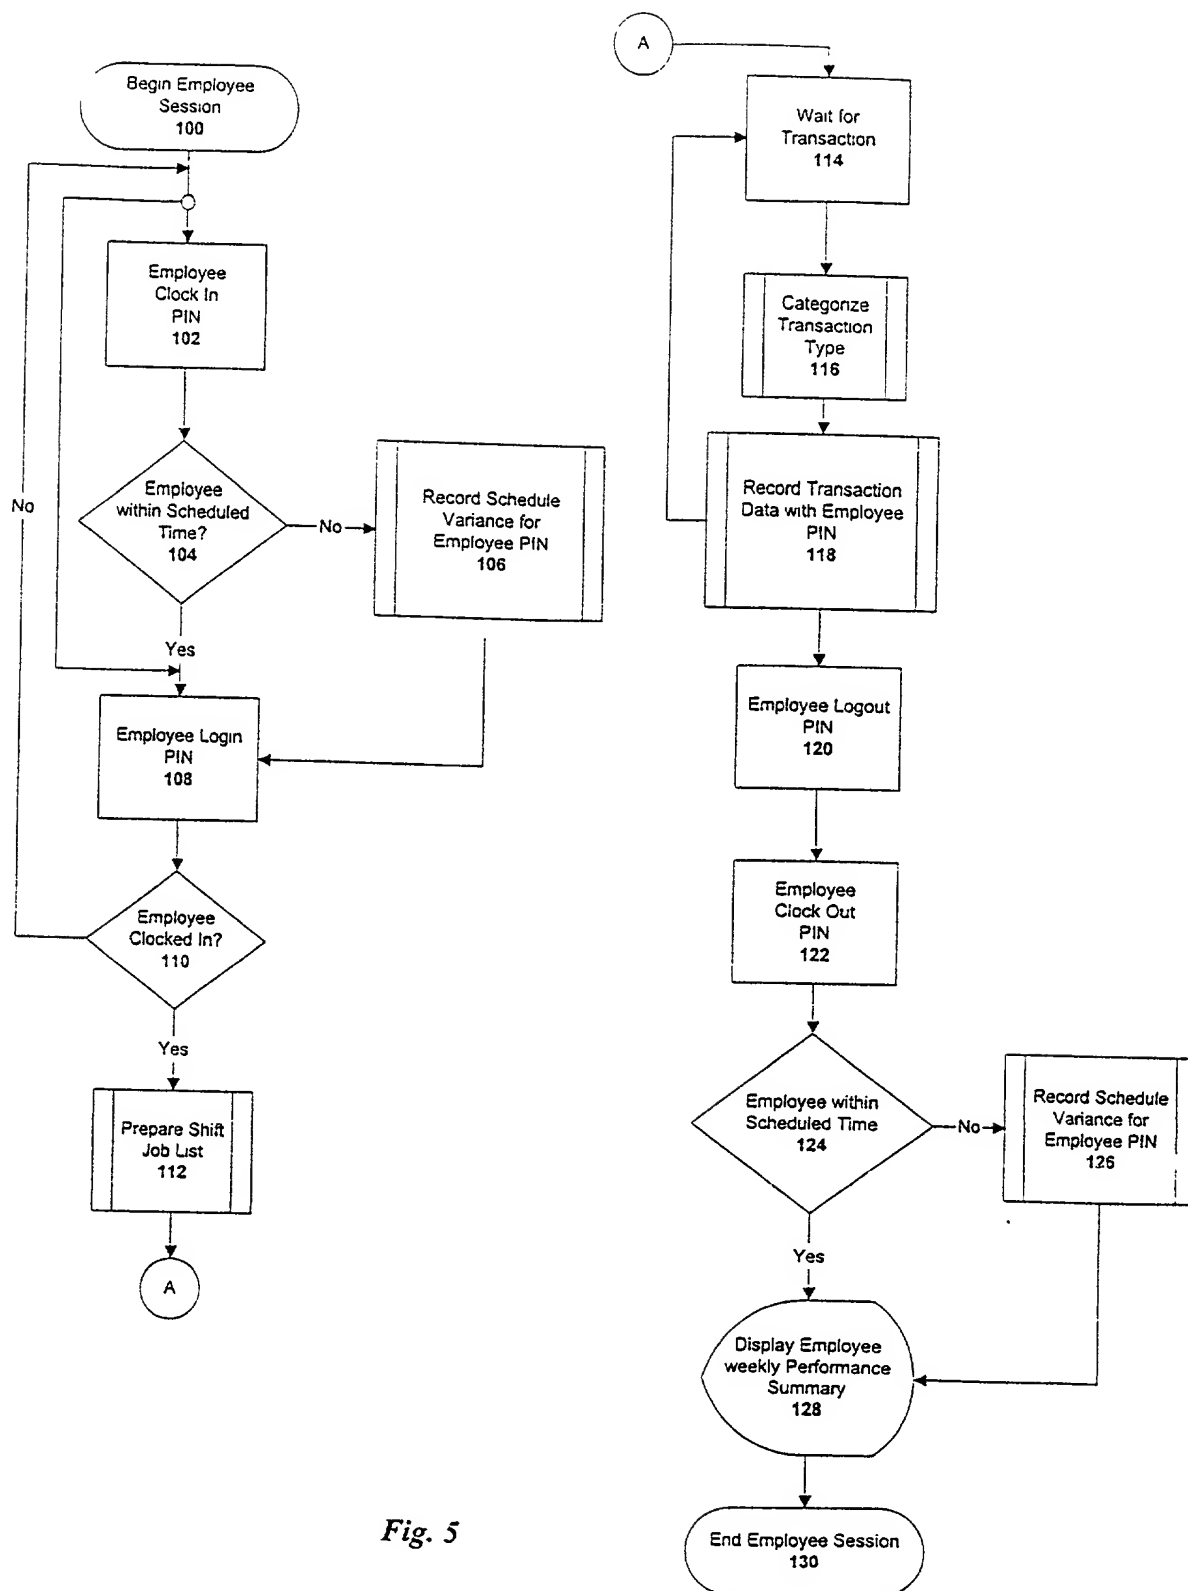 Begin Employee
Session
100
Employee
Clock In
PIN
102
Employee
within Scheduled
Time?
104
No
Record Schedule
Variance for
Employee PIN
106
No
Yes
Employee Login
PIN
108
Employee
Clocked In?
110
Yes
Prepare Shift
Job List
112
A
A
Wait for
Transaction
114
Categorize
Transaction
Type
116
Record Transaction
Data with Employee
PIN
118
Employee Logout
PIN
120
Employee
Clock Out
PIN
122
Employee within
Scheduled Time
124
No
Record Schedule
Variance for
Employee PIN
126
Yes
Display Employee
weekly Performance
Summary
128
End Employee Session
130
Fig. 5